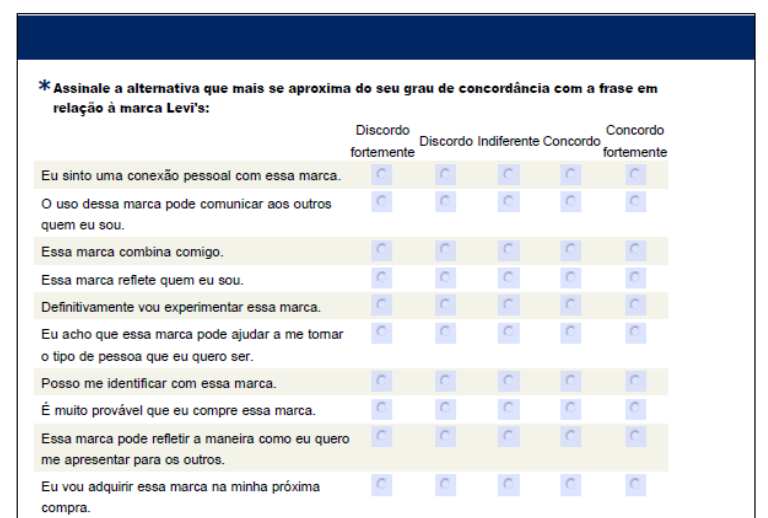 *Assinale a alternativa que mais se aproxima do seu grau de concordância com a frase em
relação à marca Levi's:
Discordo fortemente Discordo Indiferente Concordo Concordo fortemente
Eu sinto uma conexão pessoal com essa marca.
O uso dessa marca pode comunicar aos outros
quem eu sou.
Essa marca combina comigo.
Essa marca reflete quem eu sou.
Definitivamente vou experimentar essa marca.
Eu acho que essa marca pode ajudar a me tornar
o tipo de pessoa que eu quero ser.
Posso me identificar com essa marca.
É muito provável que eu compre essa marca.
Essa marca pode refletir a maneira como eu quero
me apresentar para os outros.
Eu vou adquirir essa marca na minha próxima
compra.